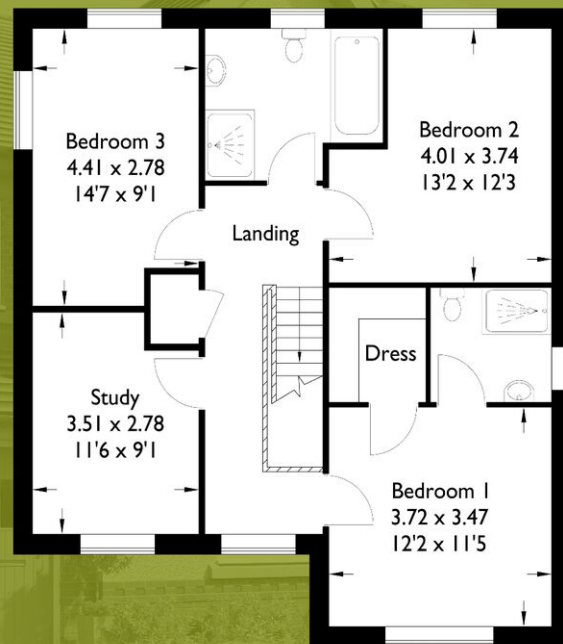 Bedroom 3
4.41 x 2.78
14'7 x 9'1
Bedroom 2
4.01 x 3.74
13'2 x 12'3
Landing
Dress
Study
3.51 x 2.78
11'6 x 9'1
Bedroom 1
3.72 x 3.47
12'2 x 11'5